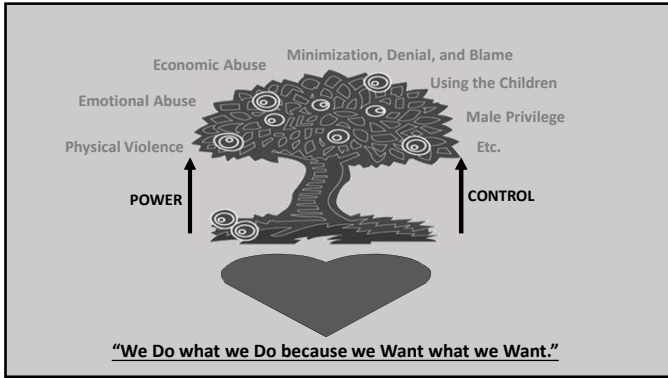 Minimization, Denial, and Blame
Economic Abuse
Using the Children
Emotional Abuse
Male Privilege
Physical Violence
Etc.
POWER
CONTROL
“We Do what we Do because we Want what we Want.”